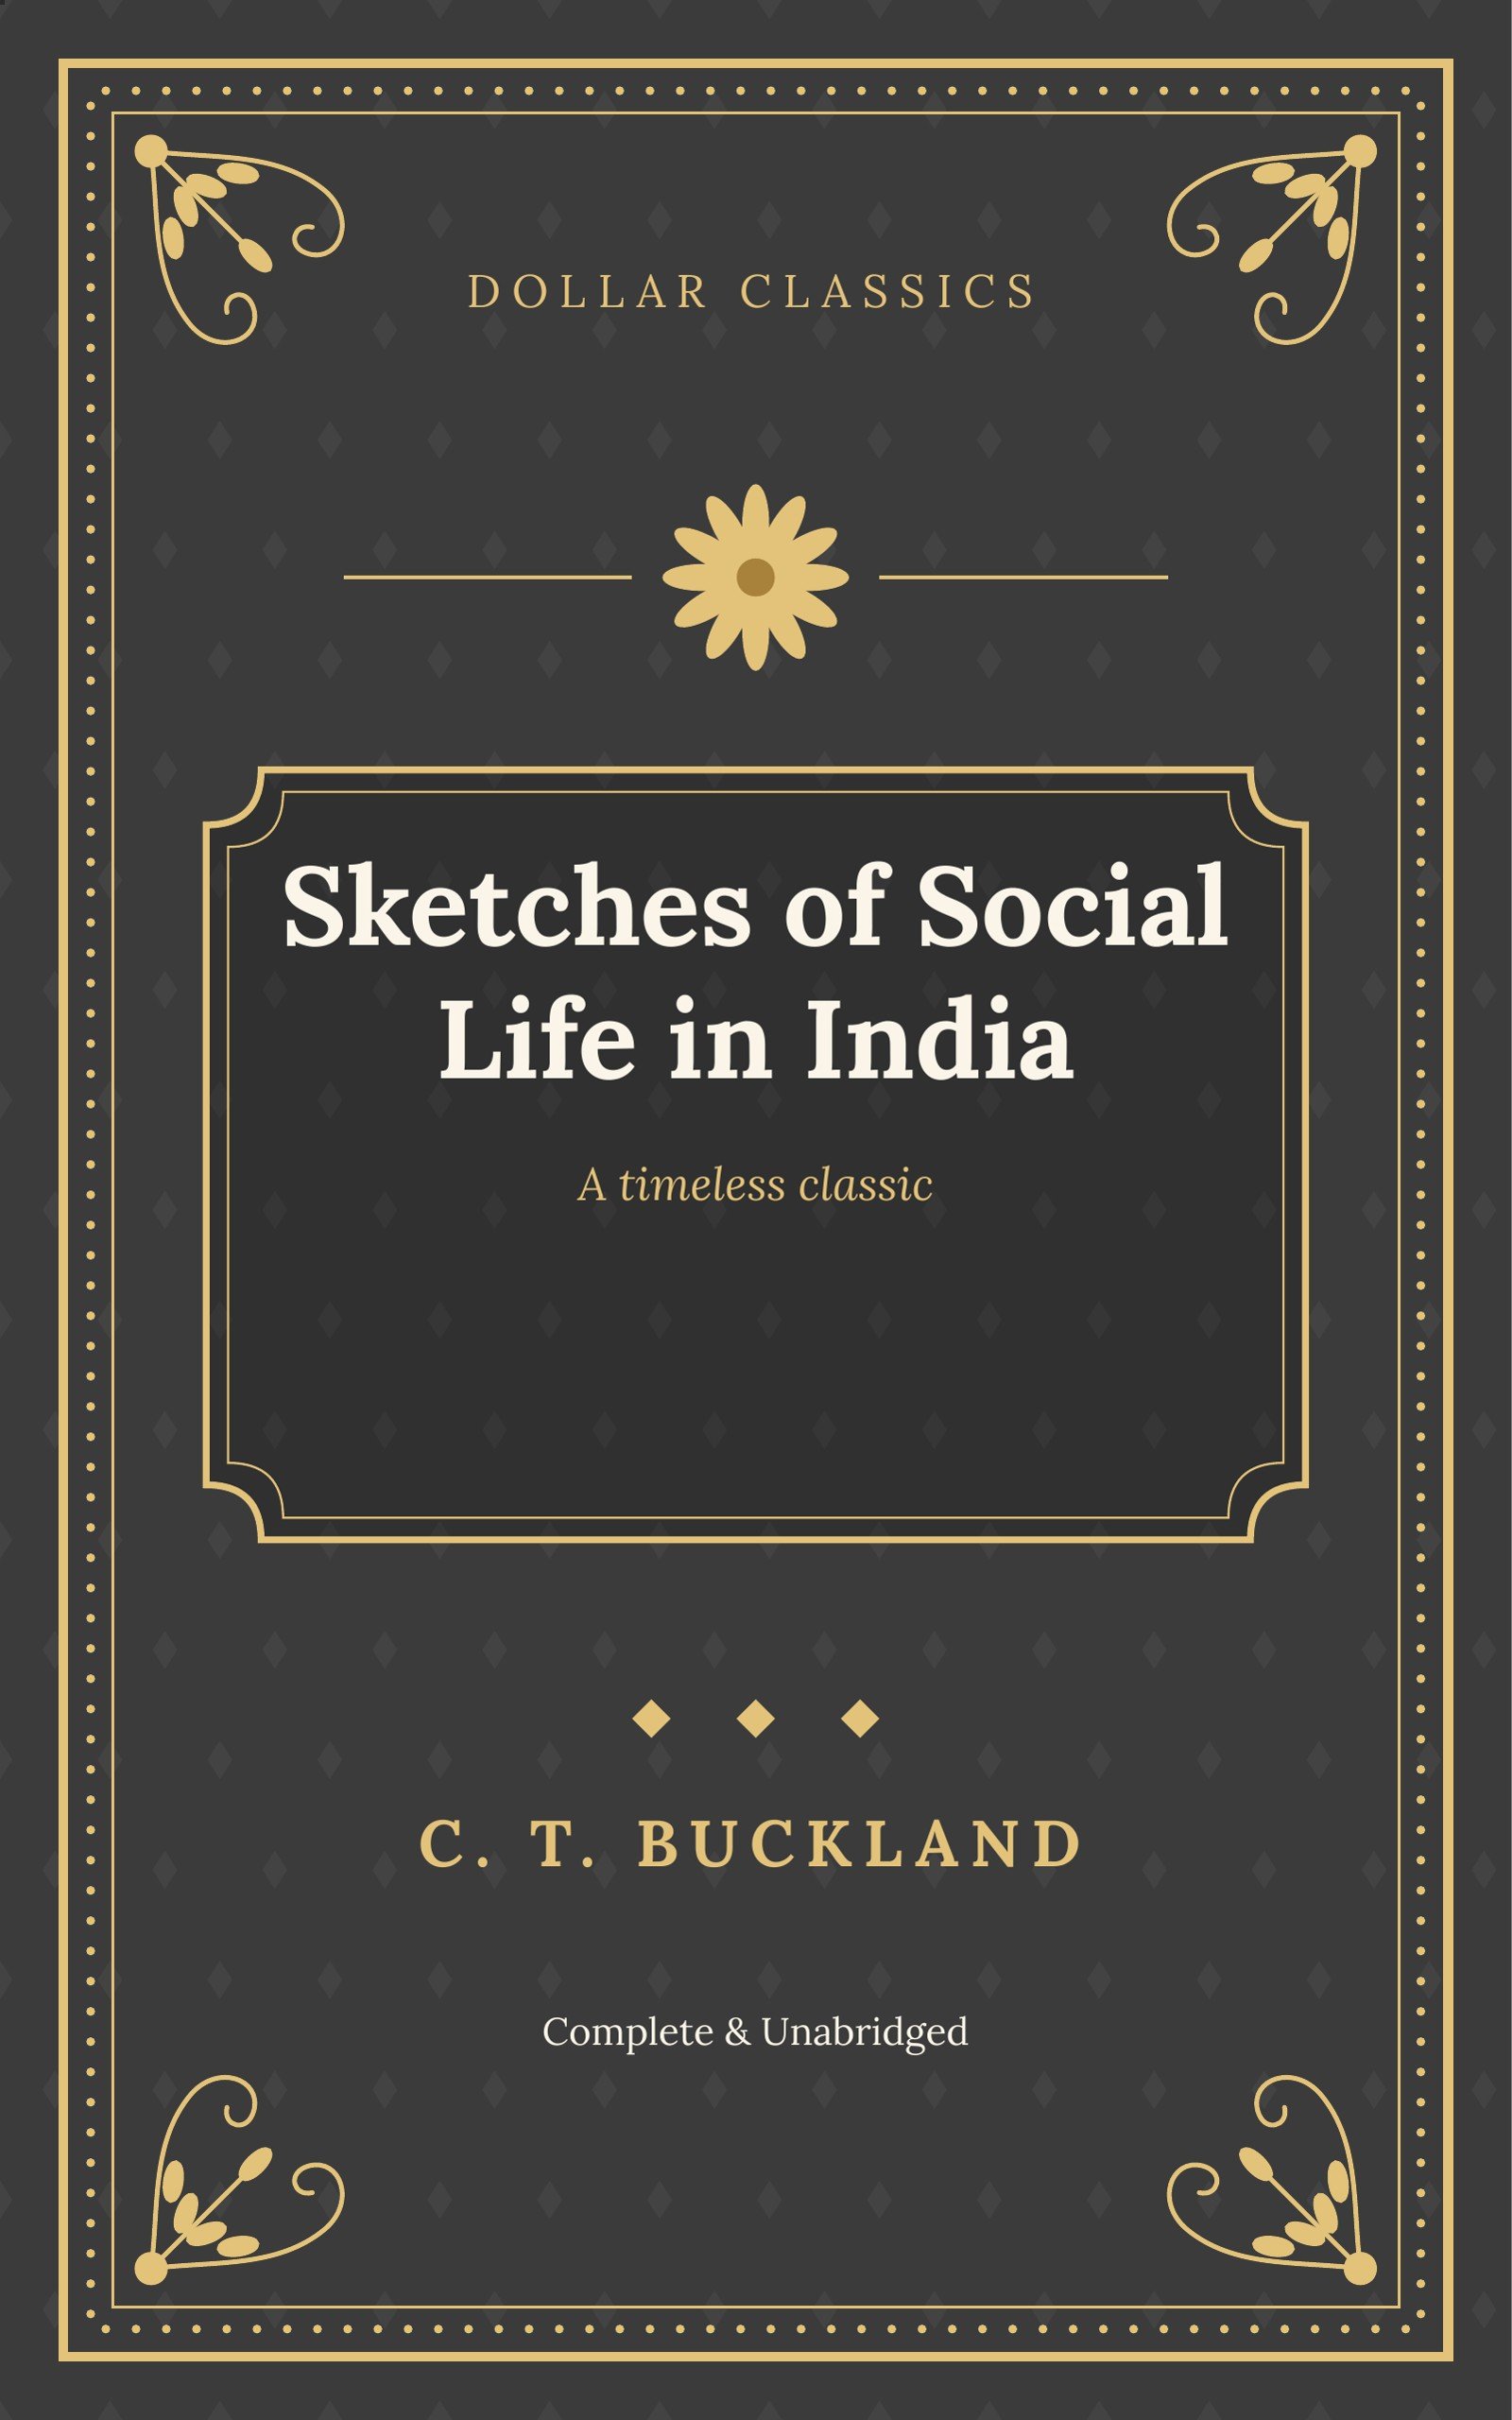 DOLLAR CLASSICS
Sketches of Social
Life in India
A timeless classic
C. T. BUCKLAND
Complete & Unabridged